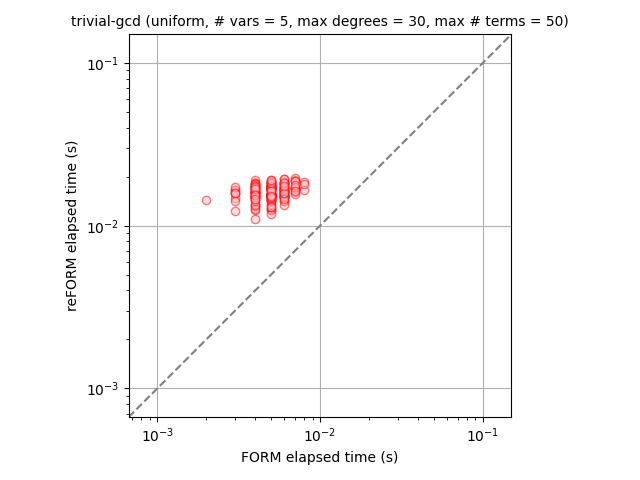 trivial-gcd (uniform, # vars = 5, max degrees = 30, max # terms = 50)
reFORM elapsed time (s)
10⁻¹
10⁻²
10⁻³
10⁻³ 10⁻² 10⁻¹
FORM elapsed time (s)